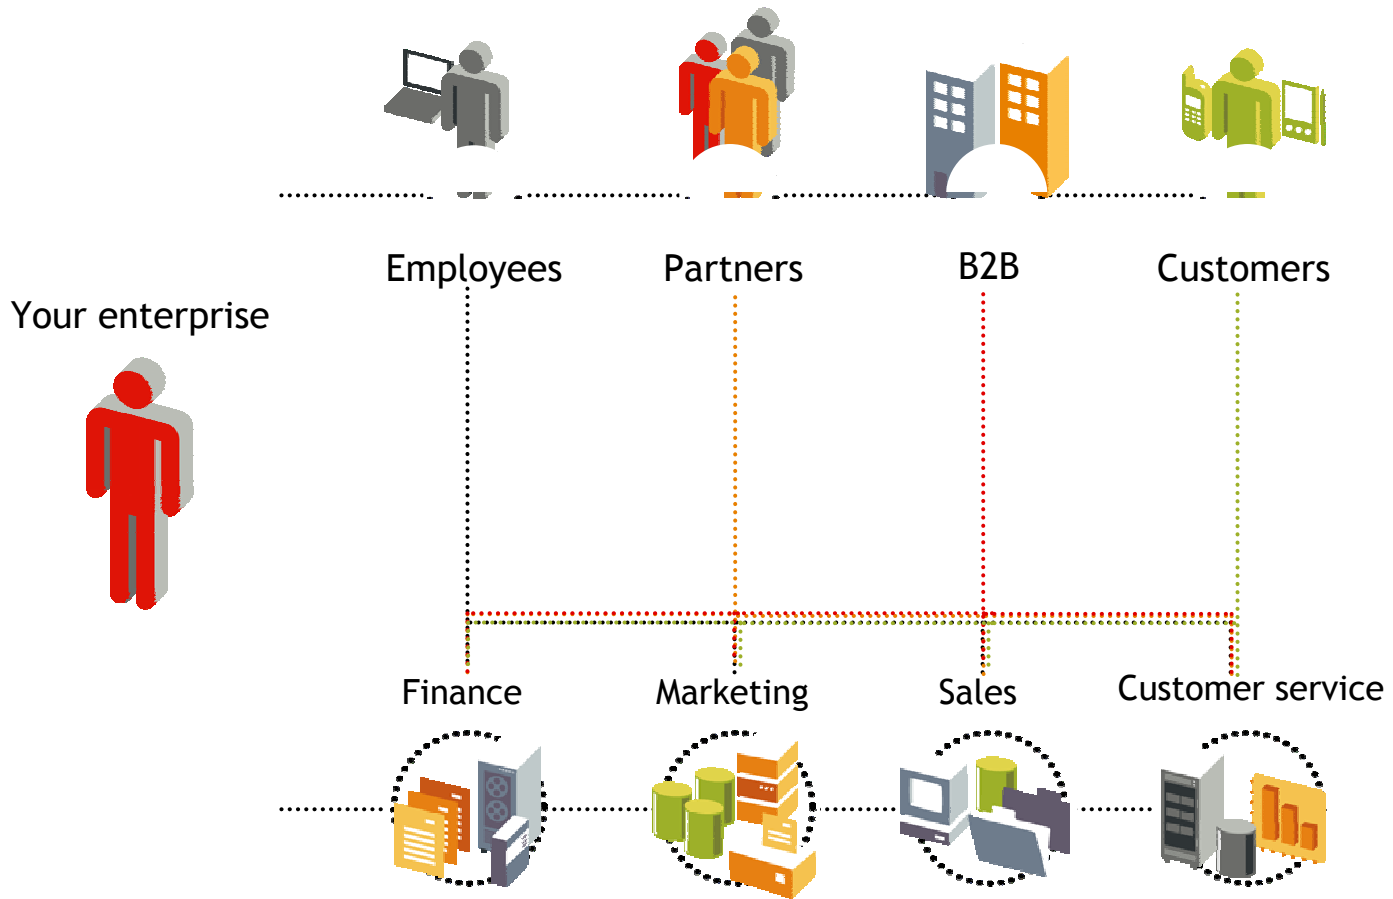 Employees
Partners
B2B
Customers
Your enterprise
Finance
Marketing
Sales
Customer service